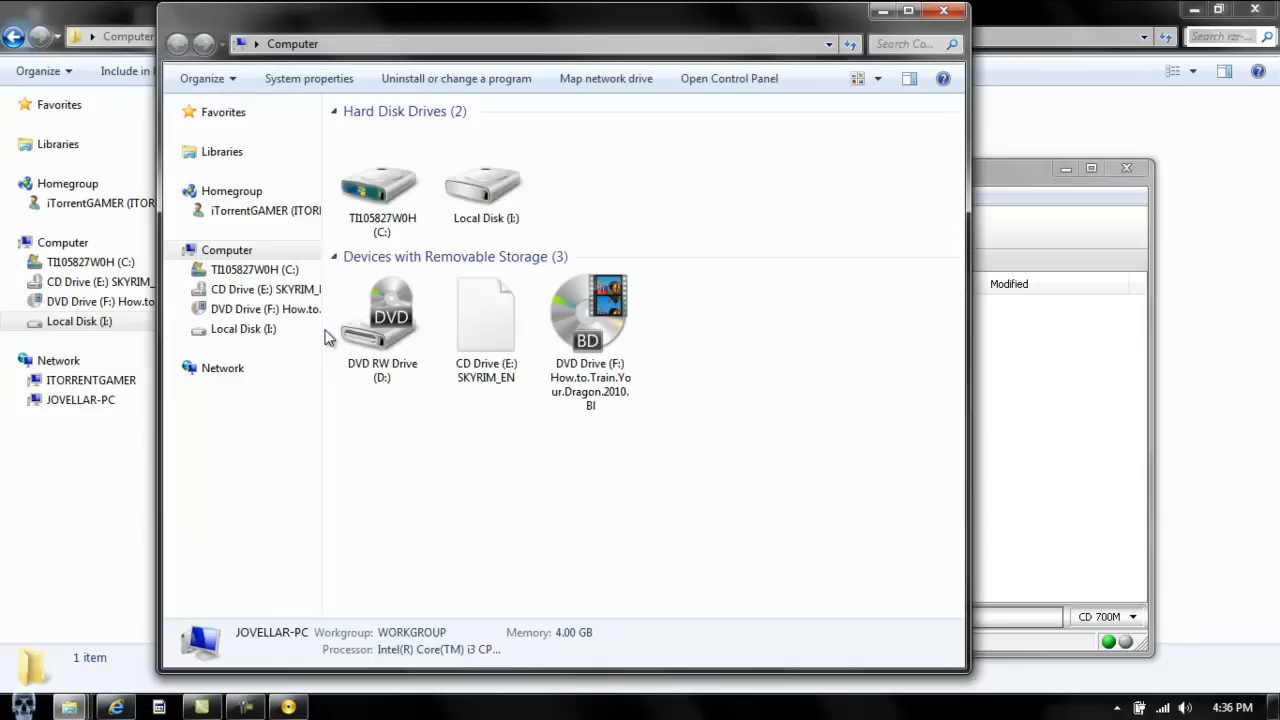 Computer
Search Co...
Organize
System properties
Uninstall or change a program
Map network drive
Open Control Panel
Favorites
Libraries
Homegroup
iTorrentGAMER (ITORI
Computer
TI105827W0H (C:)
CD Drive (E:) SKYRIM_I
DVD Drive (F:) How.to.
Local Disk (I:)
Network
Hard Disk Drives (2)
TI105827W0H
(C:)
Local Disk (I:)
Devices with Removable Storage (3)
DVD
DVD RW Drive
(D:)
CD Drive (E:)
SKYRIM_EN
BD
DVD Drive (F:)
How.to.Train.Yo
ur.Dragon.2010.
BI
JOVELLAR-PC
Workgroup: WORKGROUP
Memory: 4.00 GB
Processor: Intel(R) Core(TM) i3 CP...
Computer
Search rzr-...
Organize
Include in l
Favorites
Libraries
Homegroup
iTorrentGAMER (ITOR
Computer
TI105827W0H (C:)
CD Drive (E:) SKYRIM_
DVD Drive (F:) How.to
Local Disk (I:)
Network
ITORRENTGAMER
JOVELLAR-PC
1 item
Modified
CD 700M
4:36 PM